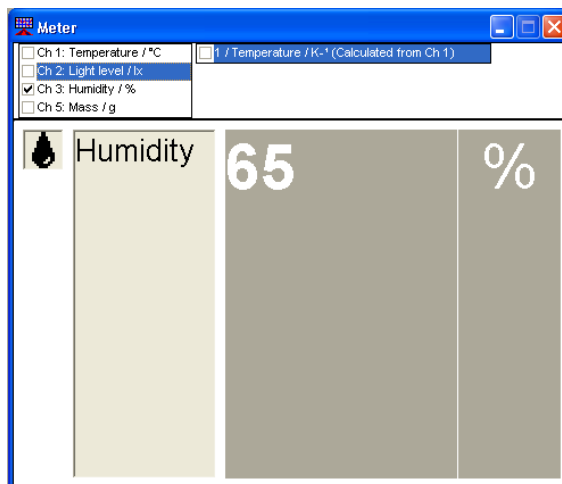 Meter
Ch 1: Temperature / °C
Ch 2: Light level / lx
Ch 3: Humidity / %
Ch 5: Mass / g
1 / Temperature / K-¹ (Calculated from Ch 1)
Humidity
65
%